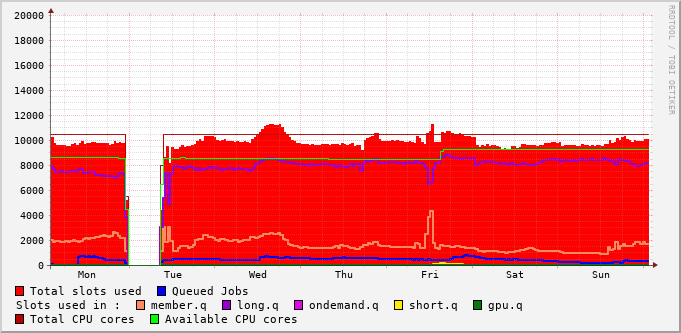 20000
18000
16000
14000
12000
10000
8000
6000
4000
2000
0
Mon Tue Wed Thu Fri Sat Sun
RRDTOOL / TOBI OETIKER
Total slots used Queued Jobs
Slots used in : member.q long.q ondemand.q short.q gpu.q
Total CPU cores Available CPU cores